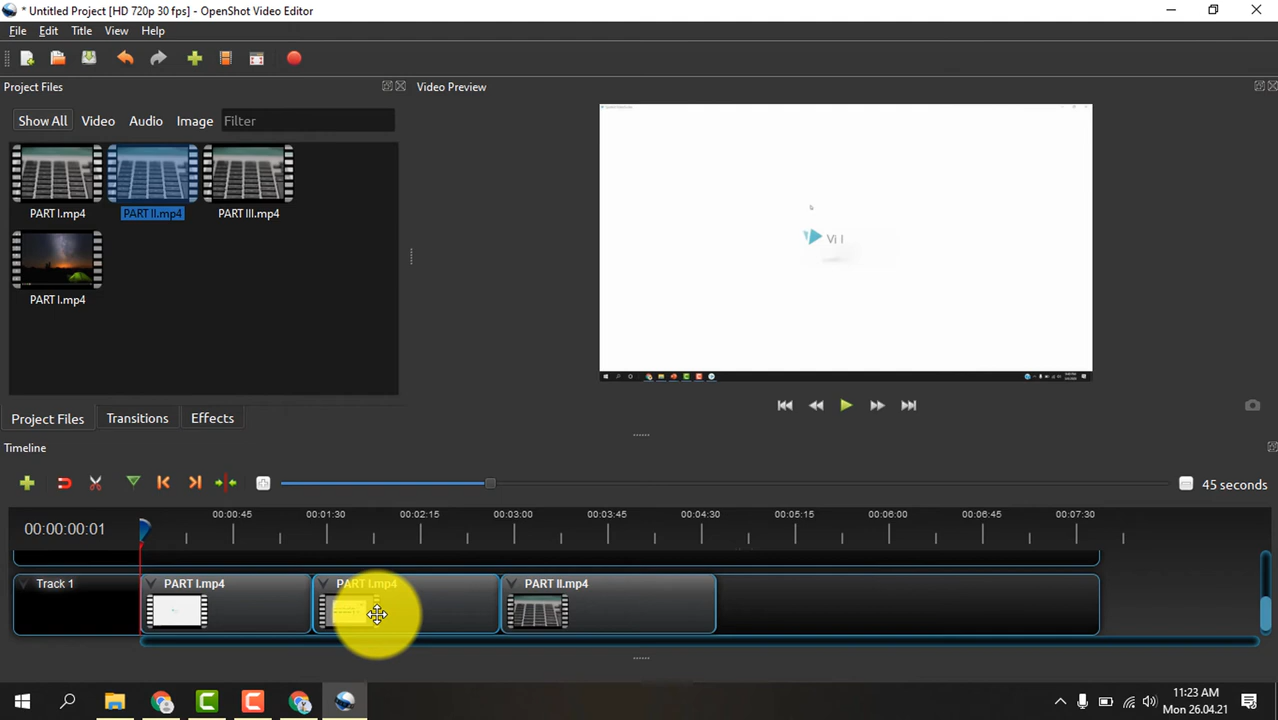 * Untitled Project [HD 720p 30 fps] - OpenShot Video Editor
File Edit Title View Help
Project Files
Video Preview
Show All Video Audio Image Filter
PART I.mp4 PART II.mp4 PART III.mp4
PART I.mp4
Vi I
Project Files Transitions Effects
Timeline
45 seconds
00:00:00:01
00:00:45 00:01:30 00:02:15 00:03:00 00:03:45 00:04:30 00:05:15 00:06:00 00:06:45 00:07:30
Track 1 PART I.mp4 PART I.mp4 PART II.mp4
11:23 AM
Mon 26.04.21